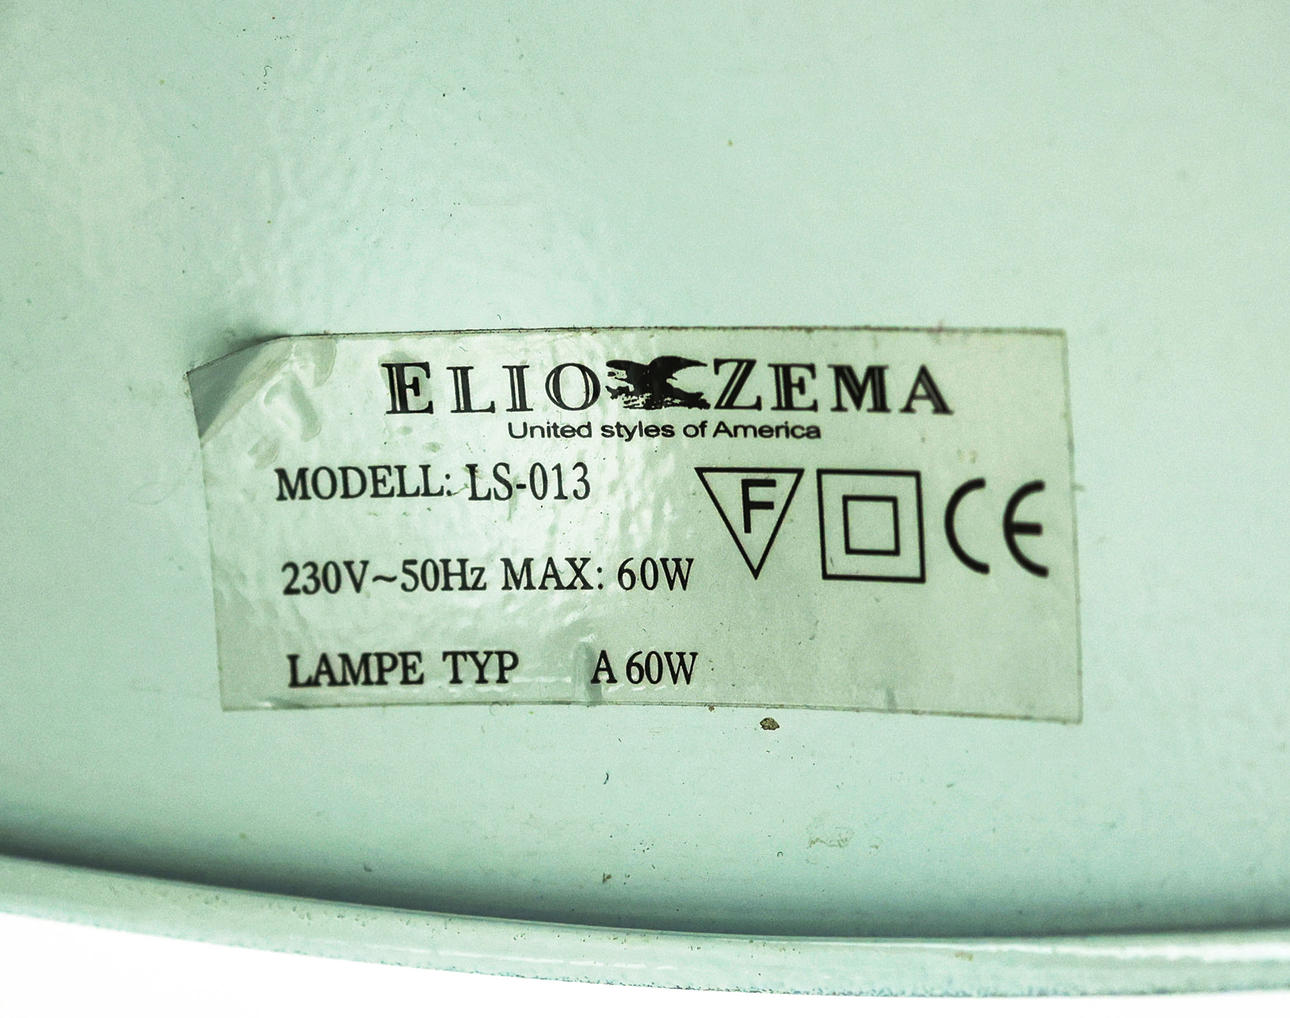 ELIO ZEMA
United styles of America
MODELL: LS-013
F CE
230V~50Hz MAX: 60W
LAMPE TYP A 60W